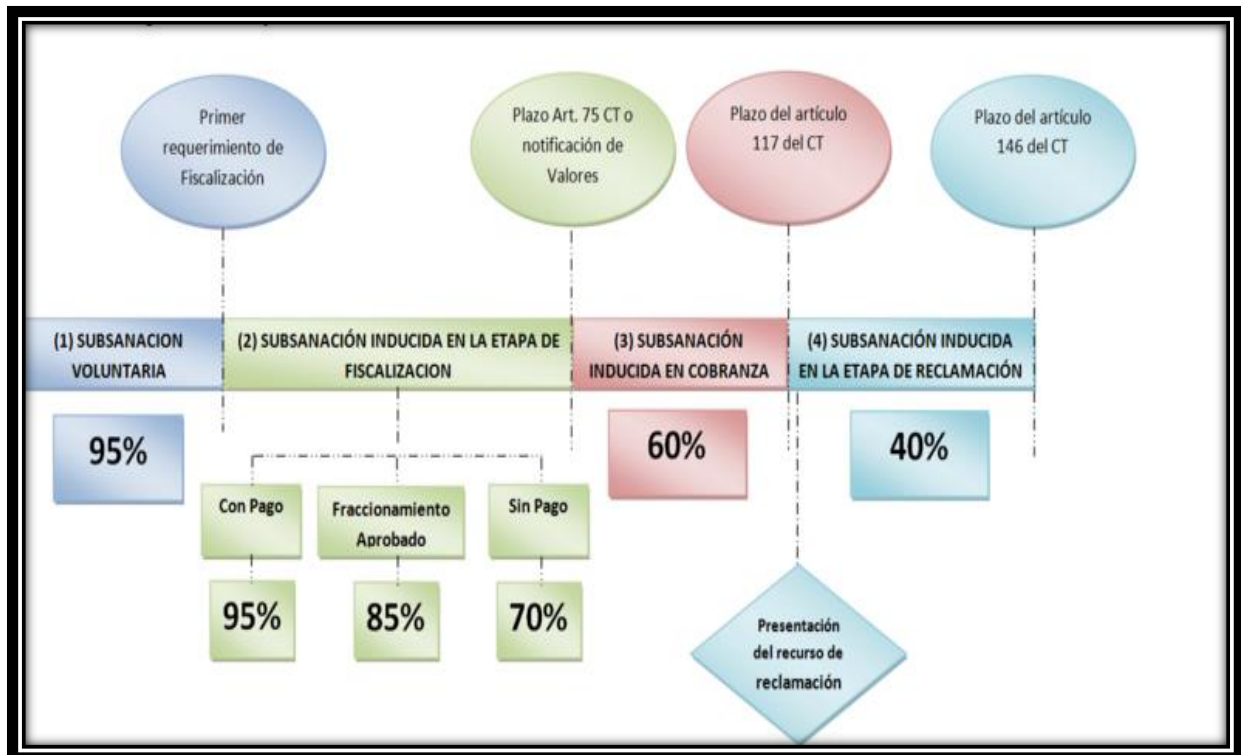 Primer
requerimiento de
Fiscalización
Plazo Art. 75 CT o
notificación de
Valores
Plazo del artículo
117 del CT
Plazo del artículo
146 del CT
(1) SUBSANACION
VOLUNTARIA
(2) SUBSANACIÓN INDUCIDA EN LA ETAPA DE
FISCALIZACION
(3) SUBSANACIÓN
INDUCIDA EN COBRANZA
(4) SUBSANACIÓN INDUCIDA
EN LA ETAPA DE RECLAMACIÓN
95%
60%
40%
Con Pago
Fraccionamiento
Aprobado
Sin Pago
95%
85%
70%
Presentación
del recurso de
reclamación